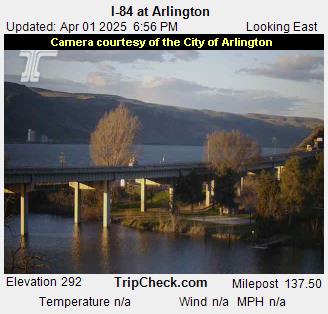 I-84 at Arlington
Updated: Apr 01 2025 6:56 PM Looking East
Camera courtesy of the City of Arlington
Elevation 292 TripCheck.com Milepost 137.50
Temperature n/a Wind n/a MPH n/a